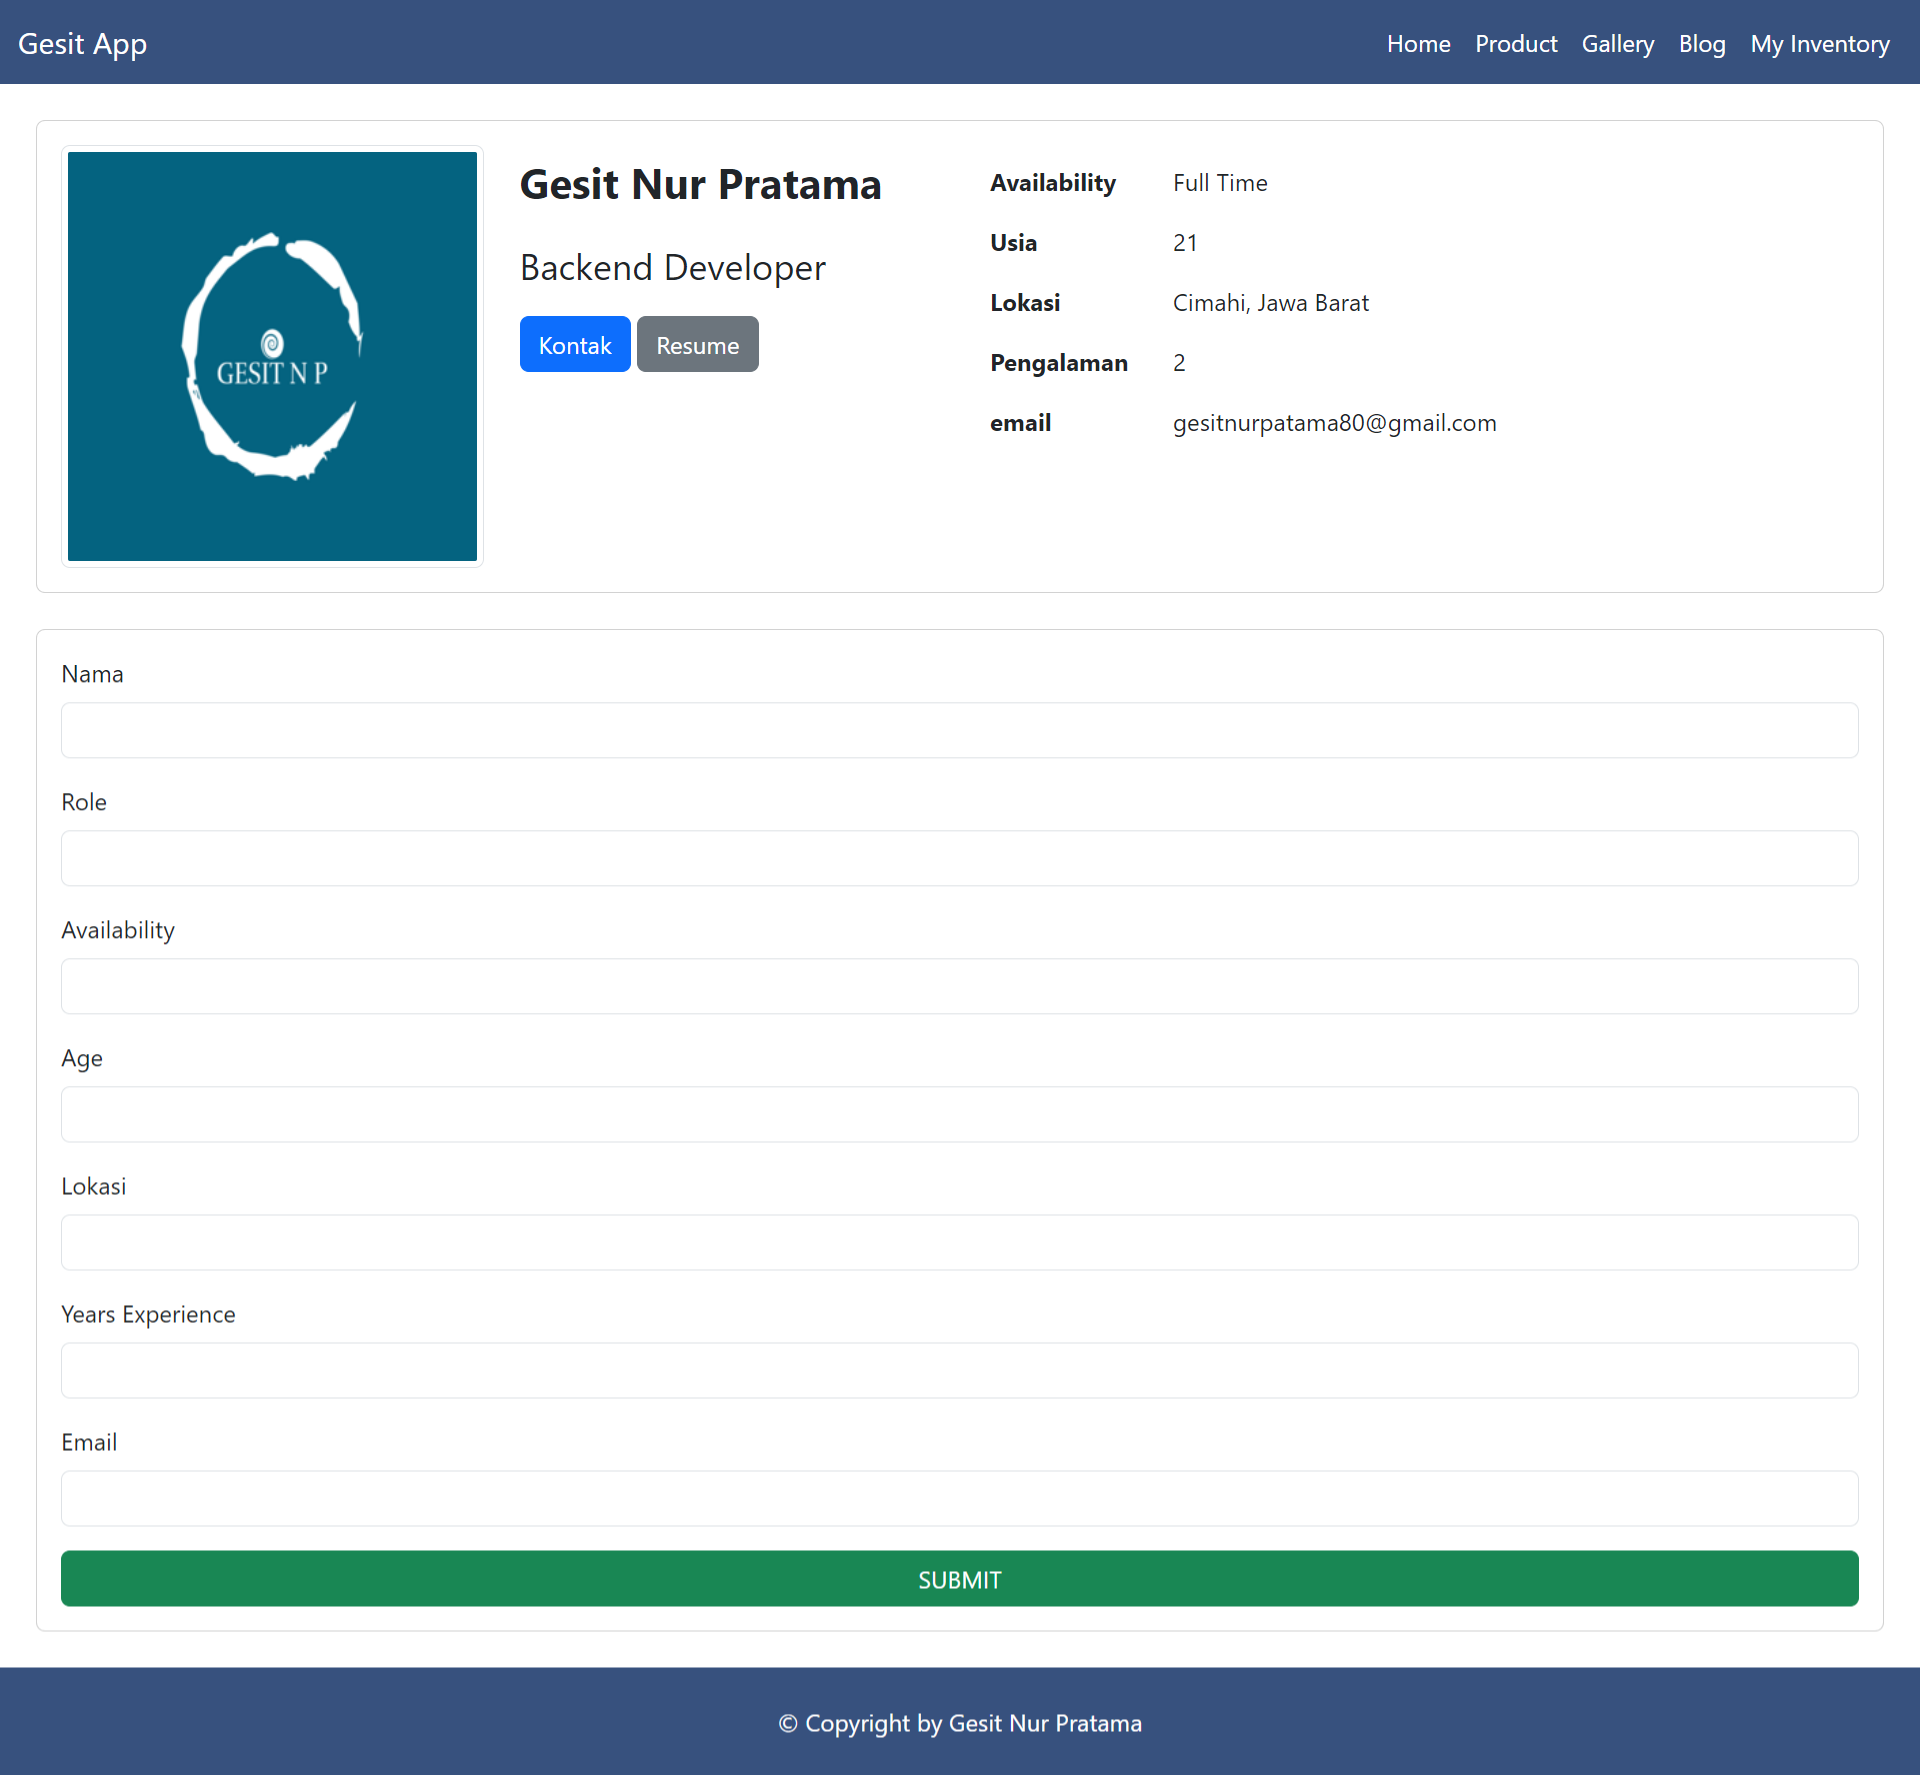 Gesit App
Home Product Gallery Blog My Inventory
GESIT N P
Gesit Nur Pratama
Backend Developer
Kontak Resume
Availability Full Time
Usia 21
Lokasi Cimahi, Jawa Barat
Pengalaman 2
email gesitnurpatama80@gmail.com
Nama
Role
Availability
Age
Lokasi
Years Experience
Email
SUBMIT
© Copyright by Gesit Nur Pratama